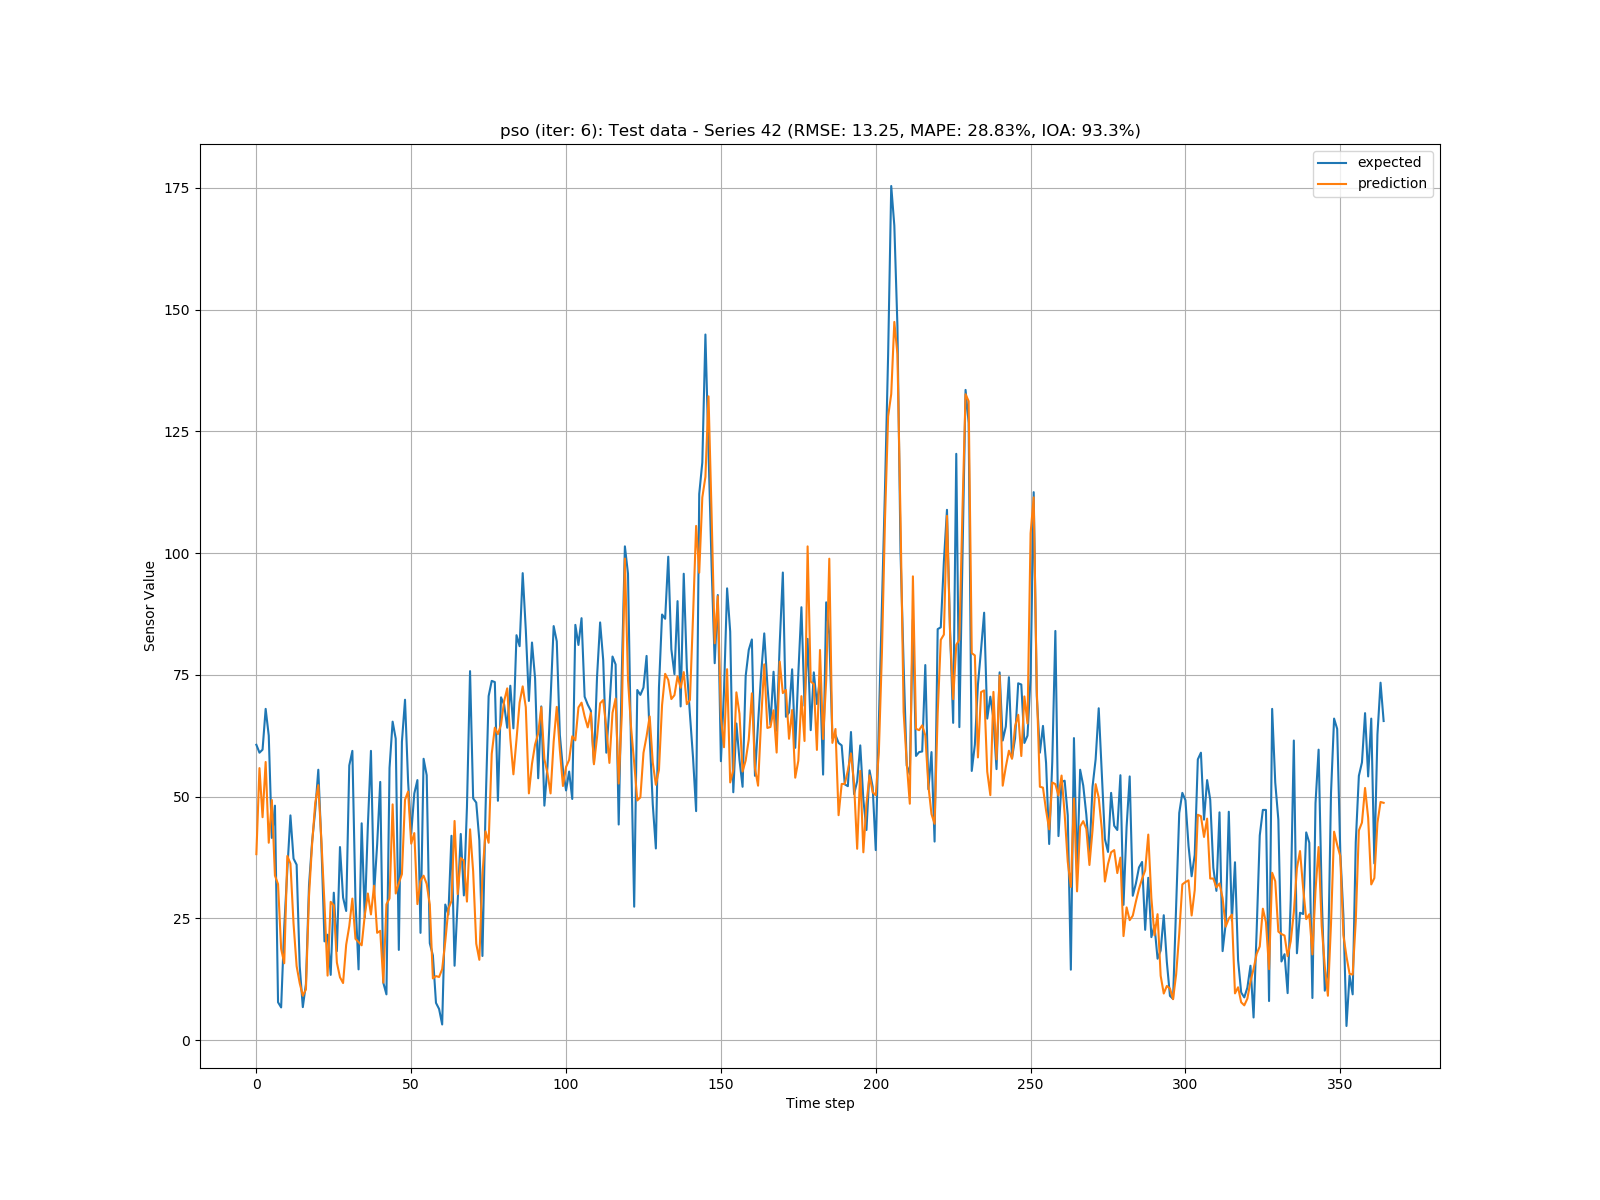 pso (iter: 6): Test data - Series 42 (RMSE: 13.25, MAPE: 28.83%, IOA: 93.3%)
expected
prediction
175
150
125
100
75
50
25
0
Sensor Value
0 50 100 150 200 250 300 350
Time step